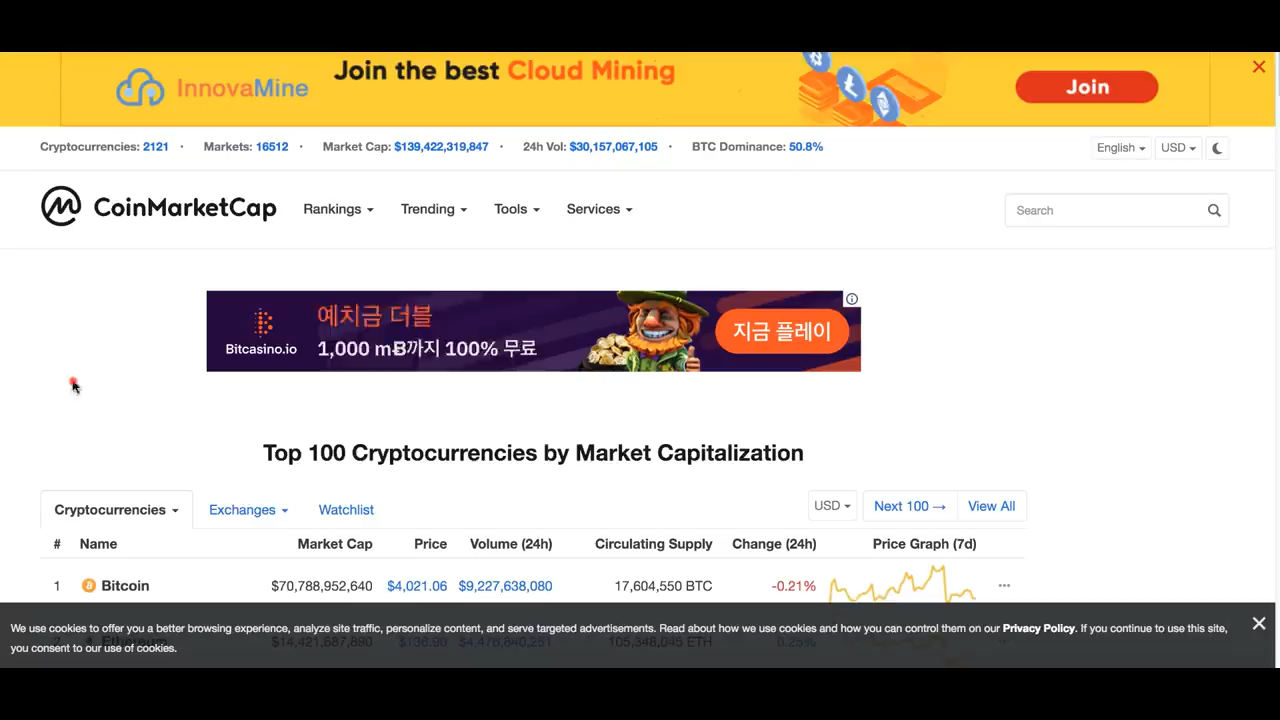 Join the best Cloud Mining
InnovaMine
Join
Cryptocurrencies: 2121 • Markets: 16512 • Market Cap: $139,422,319,847 • 24h Vol: $30,157,067,105 • BTC Dominance: 50.8%
English USD
CoinMarketCap Rankings Trending Tools Services
Search
예치금 더블
Bitcasino.io
1,000 mɃ까지 100% 무료
지금 플레이
Top 100 Cryptocurrencies by Market Capitalization
Cryptocurrencies Exchanges Watchlist USD Next 100 → View All
# Name Market Cap Price Volume (24h) Circulating Supply Change (24h) Price Graph (7d)
1 Bitcoin $70,788,952,640 $4,021.06 $9,227,638,080 17,604,550 BTC -0.21%
We use cookies to offer you a better browsing experience, analyze site traffic, personalize content, and serve targeted advertisements. Read about how we use cookies and how you can control them on our Privacy Policy. If you continue to use this site,
you consent to our use of cookies.